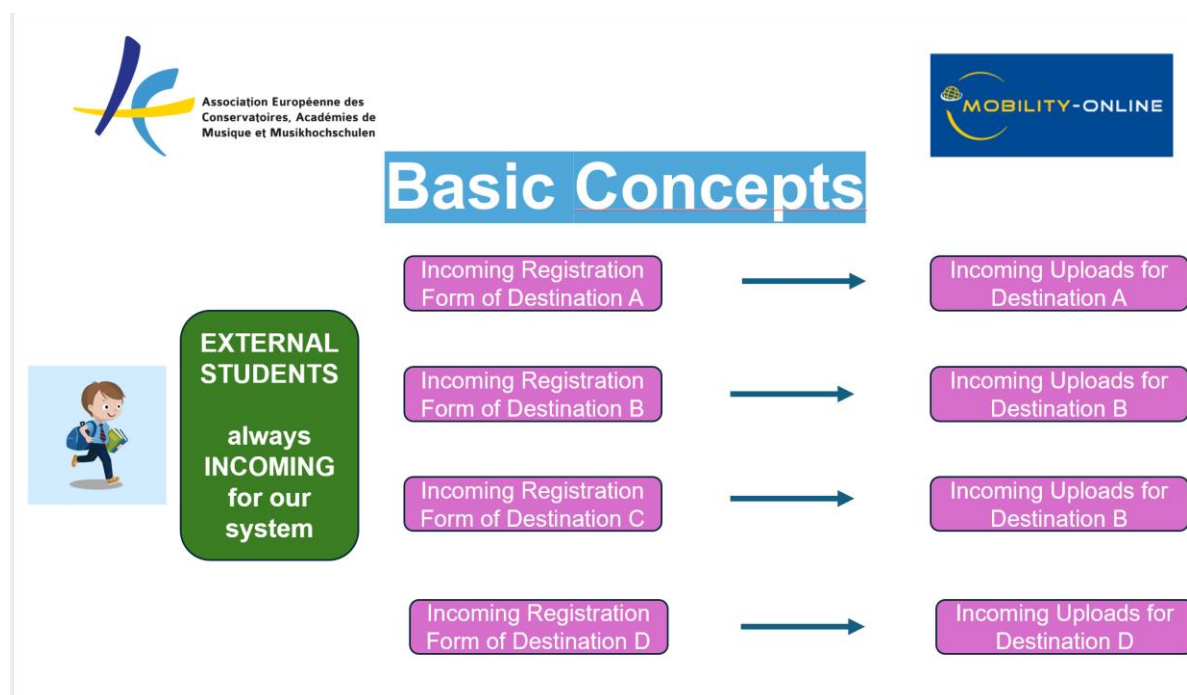 Association Européenne des
Conservatoires, Académies de
Musique et Musikhochschulen
MOBILITY-ONLINE
Basic Concepts
EXTERNAL
STUDENTS
always
INCOMING
for our
system
Incoming Registration
Form of Destination A
Incoming Uploads for
Destination A
Incoming Registration
Form of Destination B
Incoming Uploads for
Destination B
Incoming Registration
Form of Destination C
Incoming Uploads for
Destination B
Incoming Registration
Form of Destination D
Incoming Uploads for
Destination D